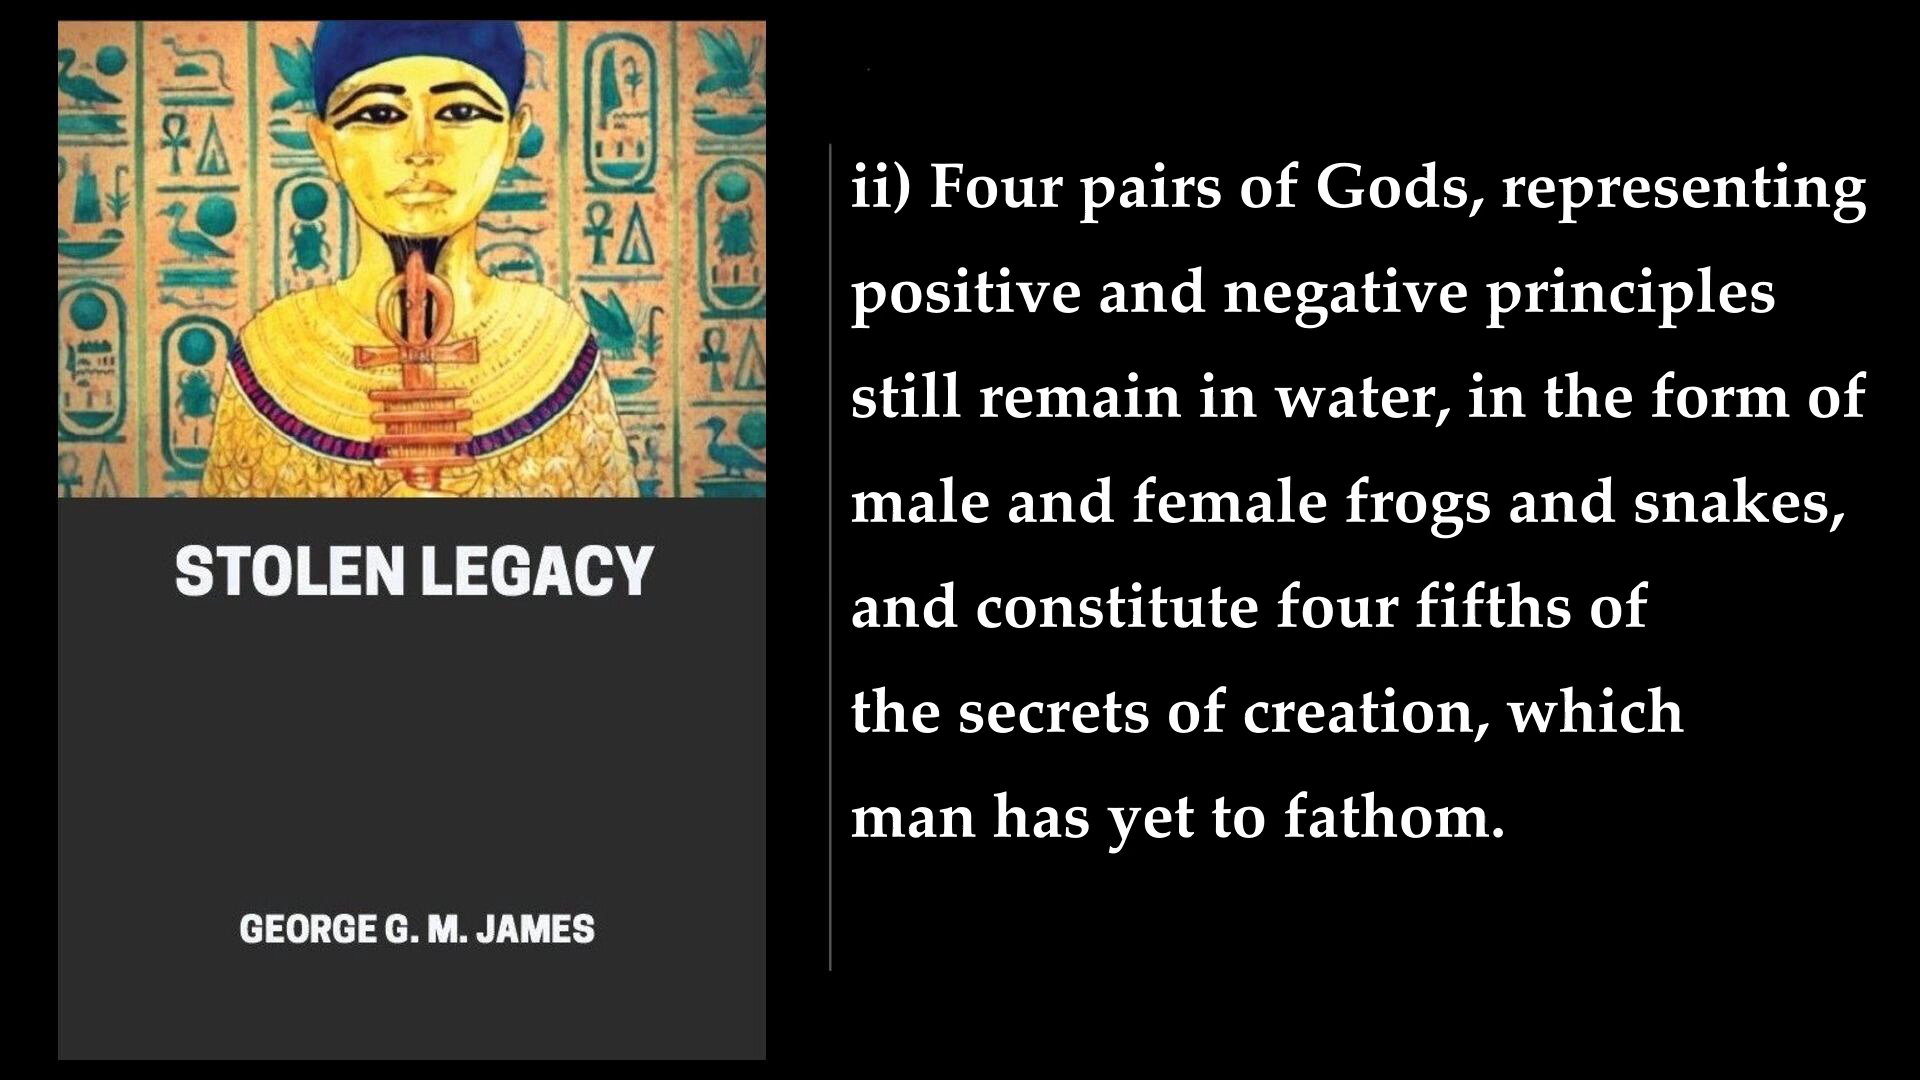 STOLEN LEGACY
GEORGE G. M. JAMES
ii) Four pairs of Gods, representing
positive and negative principles
still remain in water, in the form of
male and female frogs and snakes,
and constitute four fifths of
the secrets of creation, which
man has yet to fathom.